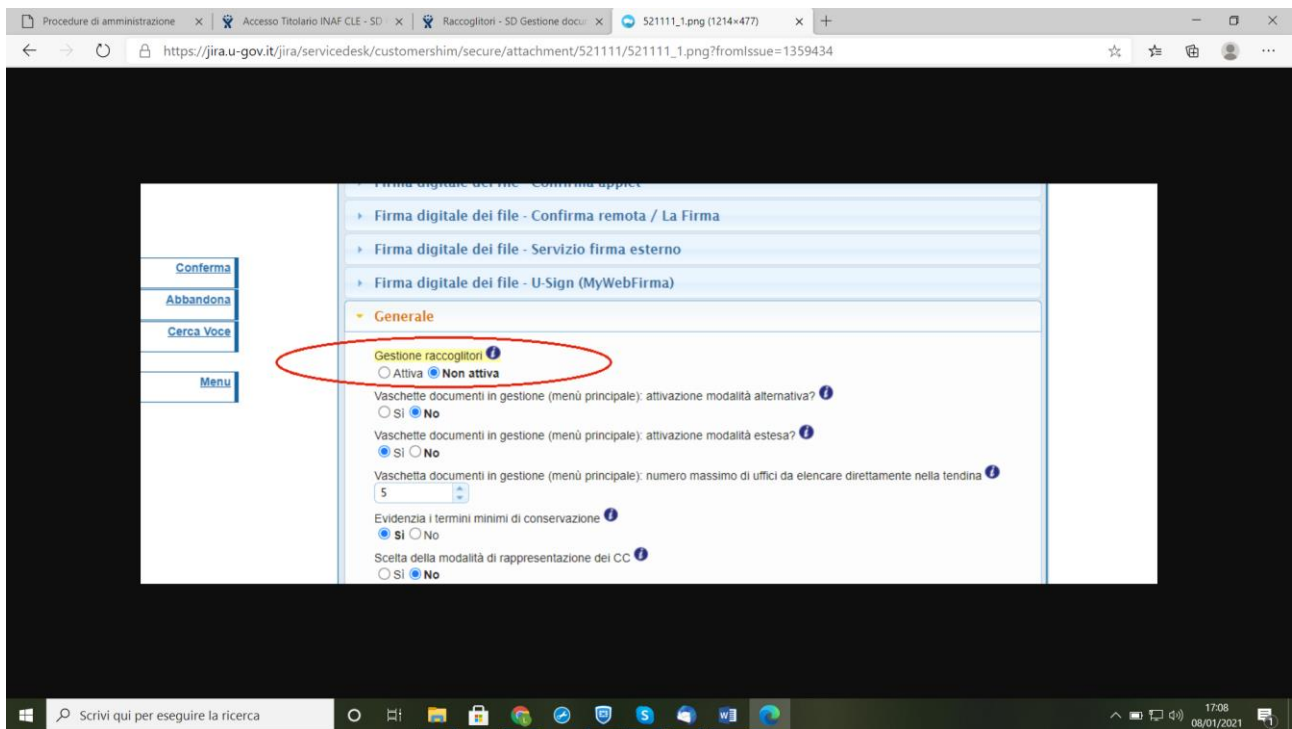 Procedure di amministrazione
Accesso Titolario INAF CLE - SD
Raccoglitori - SD Gestione docu
521111_1.png (1214×477)
https://jira.u-gov.it/jira/servicedesk/customershim/secure/attachment/521111/521111_1.png?fromIssue=1359434
Firma digitale dei file - Confirma applet
Firma digitale dei file - Confirma remota / La Firma
Firma digitale dei file - Servizio firma esterno
Firma digitale dei file - U-Sign (MyWebFirma)
Conferma
Abbandona
Cerca Voce
Menu
Generale
Gestione raccoglitori
Attiva Non attiva
Vaschette documenti in gestione (menù principale): attivazione modalità alternativa?
Sì No
Vaschette documenti in gestione (menù principale): attivazione modalità estesa?
Sì No
Vaschetta documenti in gestione (menù principale): numero massimo di uffici da elencare direttamente nella tendina
5
Evidenzia i termini minimi di conservazione
Sì No
Scelta della modalità di rappresentazione dei CC
Sì No
Scrivi qui per eseguire la ricerca
17:08
08/01/2021